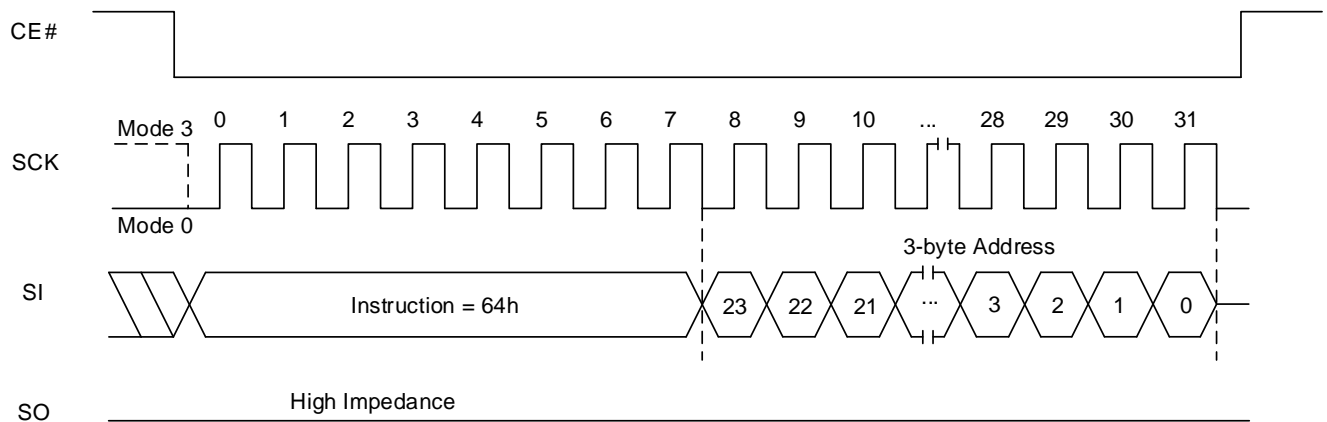 CE#
Mode 3
0 1 2 3 4 5 6 7 8 9 10 ... 28 29 30 31
SCK
Mode 0
3-byte Address
SI
Instruction = 64h
23 22 21 ... 3 2 1 0
High Impedance
SO